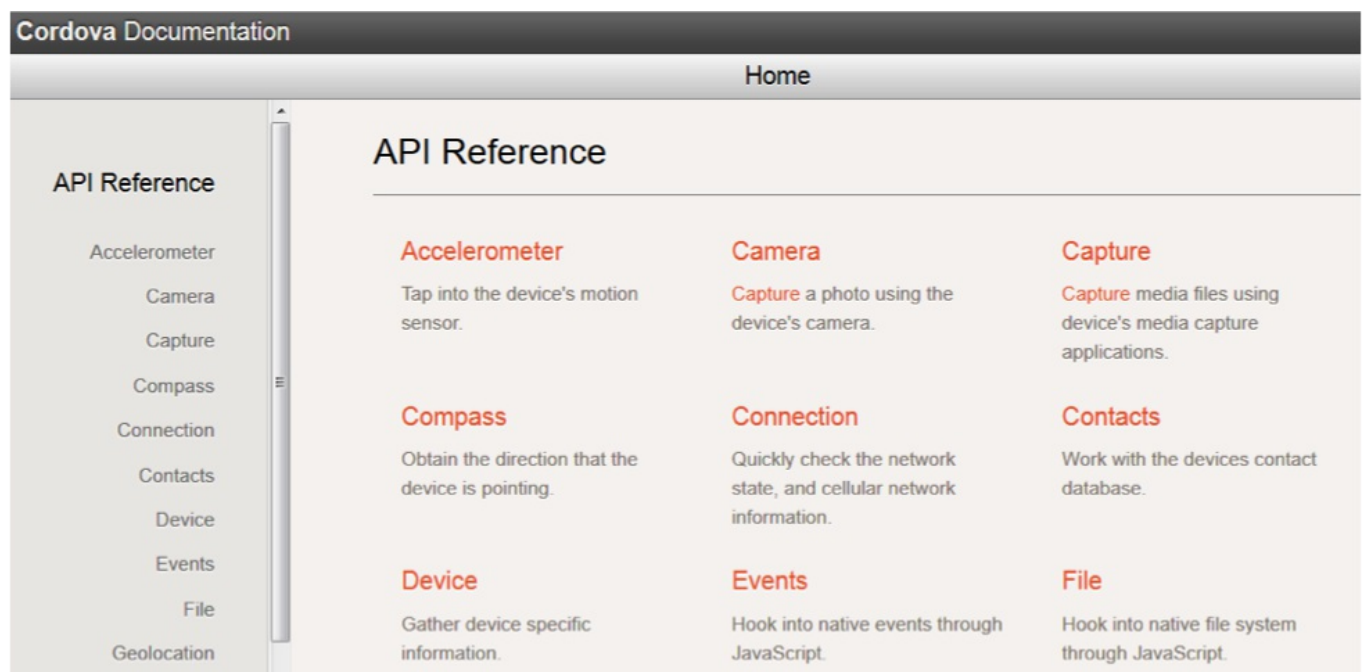 Cordova Documentation
Home
API Reference
Accelerometer
Camera
Capture
Compass
Connection
Contacts
Device
Events
File
Geolocation
API Reference
Accelerometer
Tap into the device's motion
sensor.
Camera
Capture a photo using the
device's camera.
Capture
Capture media files using
device's media capture
applications.
Compass
Obtain the direction that the
device is pointing.
Connection
Quickly check the network
state, and cellular network
information.
Contacts
Work with the devices contact
database.
Device
Gather device specific
information.
Events
Hook into native events through
JavaScript.
File
Hook into native file system
through JavaScript.